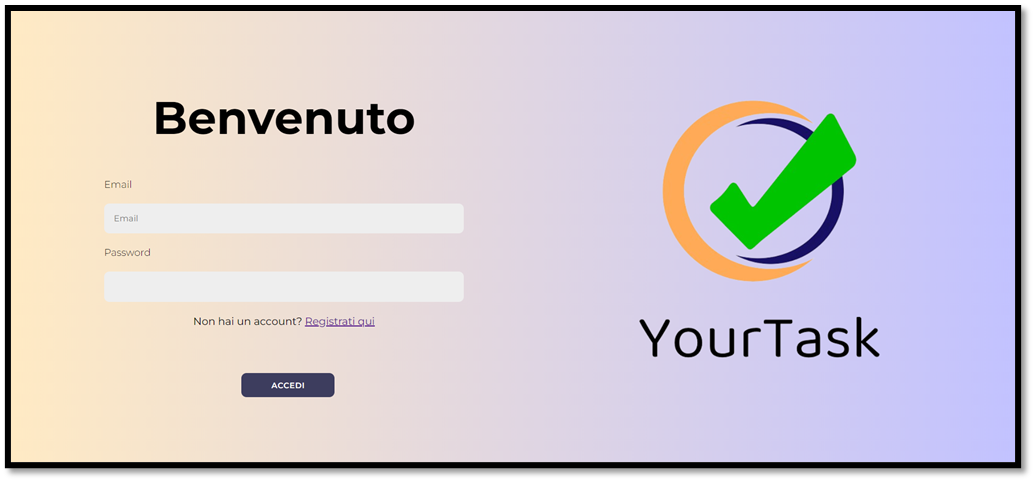 Benvenuto
Email
Email
Password
Non hai un account? Registrati qui
ACCEDI
YourTask